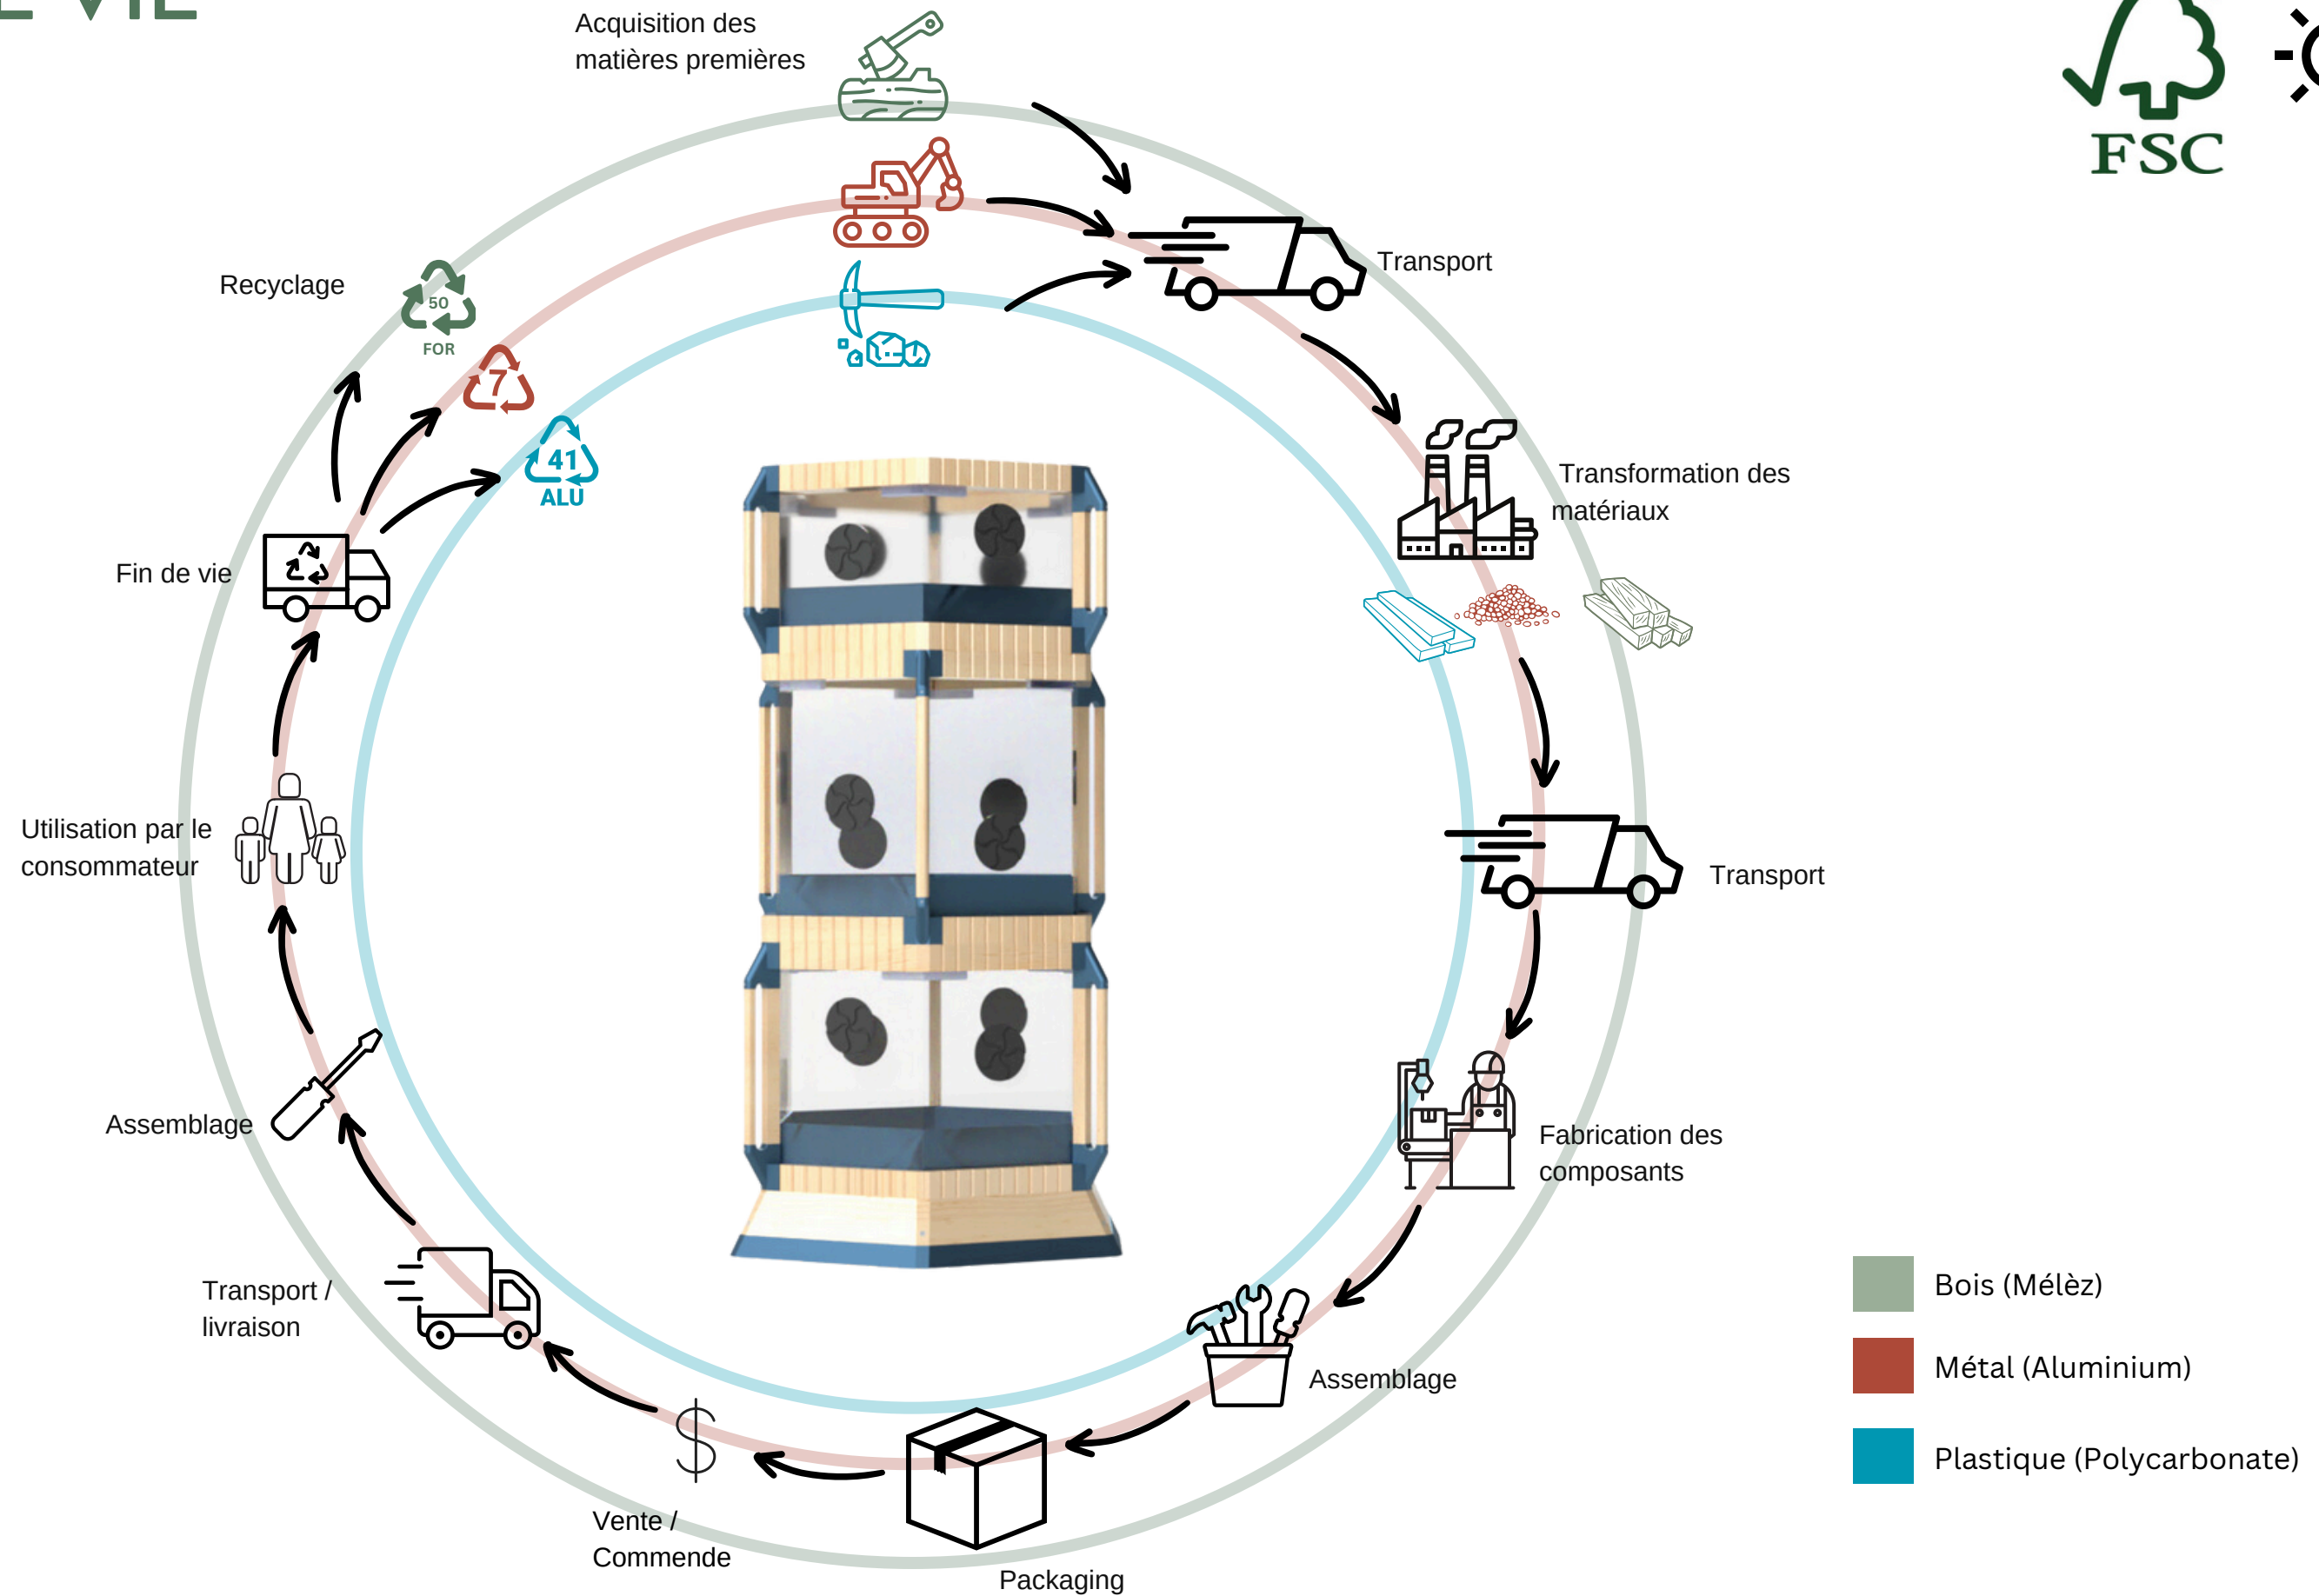 E VIE
Acquisition des
matières premières
FSC
Transport
Recyclage
50
FOR
7
41
ALU
Transformation des
matériaux
Fin de vie
Utilisation par le
consommateur
Transport
Assemblage
Fabrication des
composants
Transport /
livraison
Assemblage
Vente /
Commende
Packaging
Bois (Mélèz)
Métal (Aluminium)
Plastique (Polycarbonate)